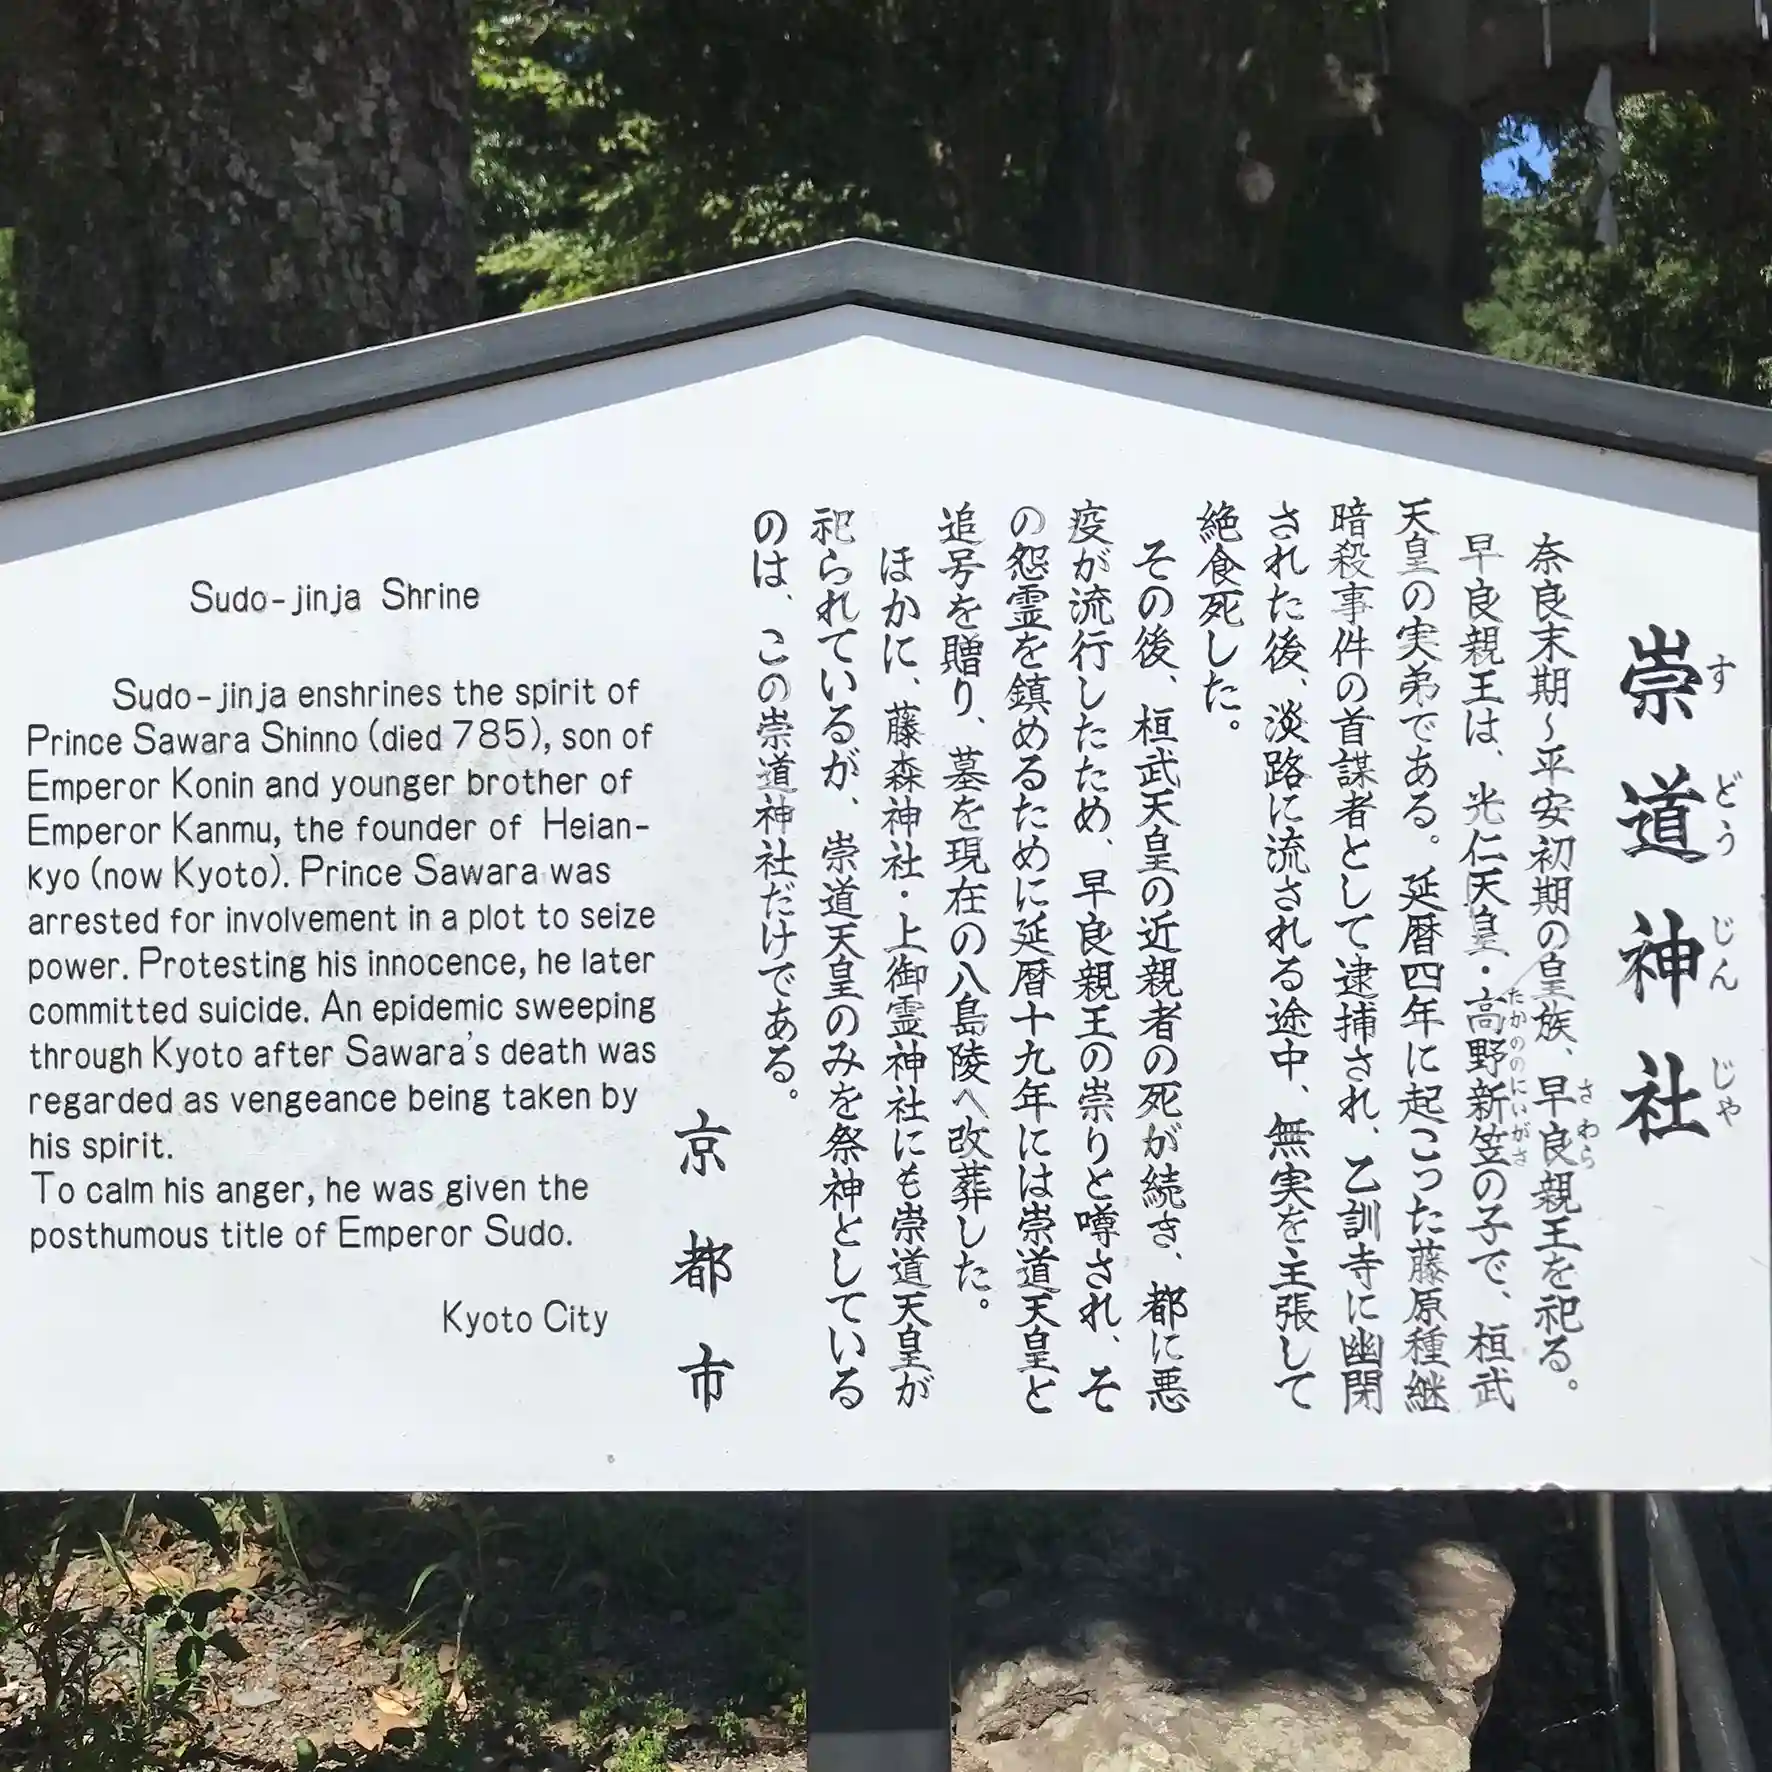 崇道神社
すどうじんじゃ
奈良末期～平安初期の皇族、早良親王を祀る。
さわら
早良親王は、光仁天皇・高野新笠の子で、桓武
たかののにいがさ
天皇の実弟である。延暦四年に起こった藤原種継
暗殺事件の首謀者として逮捕され、乙訓寺に幽閉
された後、淡路に流される途中、無実を主張して
絶食死した。
その後、桓武天皇の近親者の死が続き、都に悪
疫が流行したため、早良親王の崇りと噂され、そ
の怨霊を鎮めるために延暦十九年には崇道天皇と
追号を贈り、墓を現在の八島陵へ改葬した。
ほかに、藤森神社・上御霊神社にも崇道天皇が
祀られているが、崇道天皇のみを祭神としている
のは、この崇道神社だけである。
京都市
Sudo-jinja Shrine
Sudo-jinja enshrines the spirit of
Prince Sawara Shinno (died 785), son of
Emperor Konin and younger brother of
Emperor Kanmu, the founder of Heian-
kyo (now Kyoto). Prince Sawara was
arrested for involvement in a plot to seize
power. Protesting his innocence, he later
committed suicide. An epidemic sweeping
through Kyoto after Sawara's death was
regarded as vengeance being taken by
his spirit.
To calm his anger, he was given the
posthumous title of Emperor Sudo.
Kyoto City